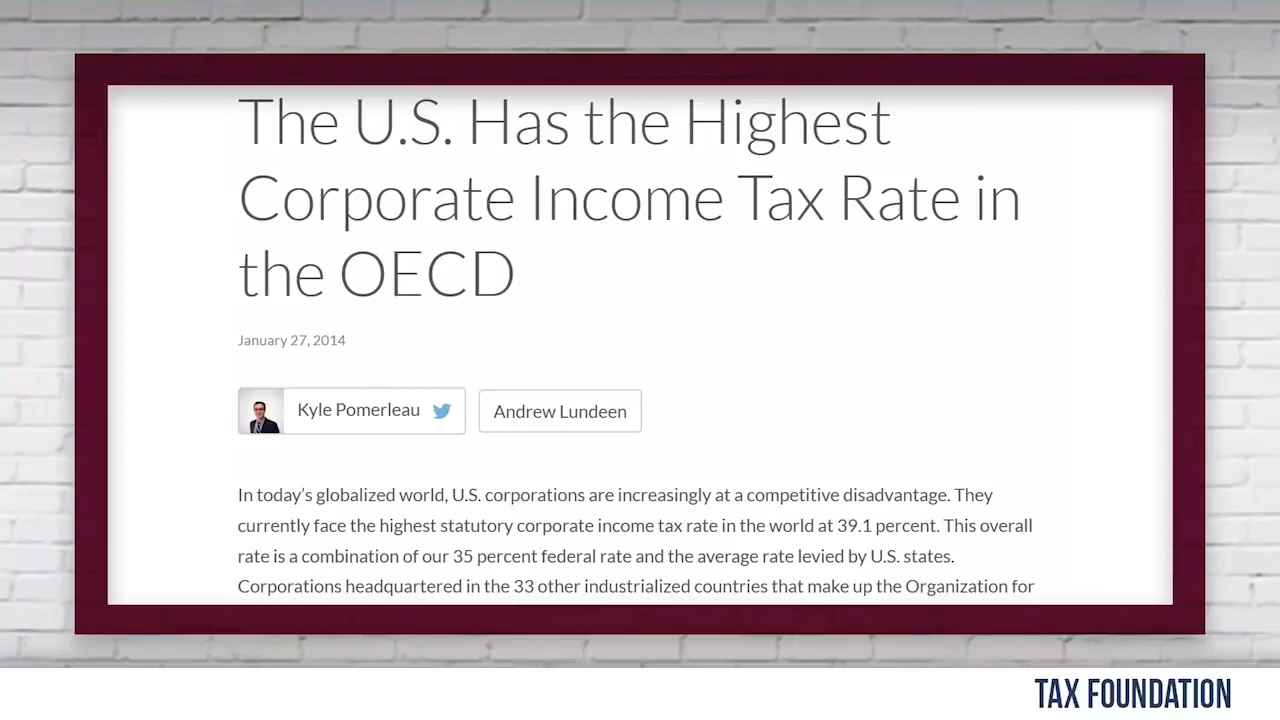 The U.S. Has the Highest
Corporate Income Tax Rate in
the OECD
January 27, 2014
Kyle Pomerleau
Andrew Lundeen
In today’s globalized world, U.S. corporations are increasingly at a competitive disadvantage. They
currently face the highest statutory corporate income tax rate in the world at 39.1 percent. This overall
rate is a combination of our 35 percent federal rate and the average rate levied by U.S. states.
Corporations headquartered in the 33 other industrialized countries that make up the Organization for
TAX FOUNDATION